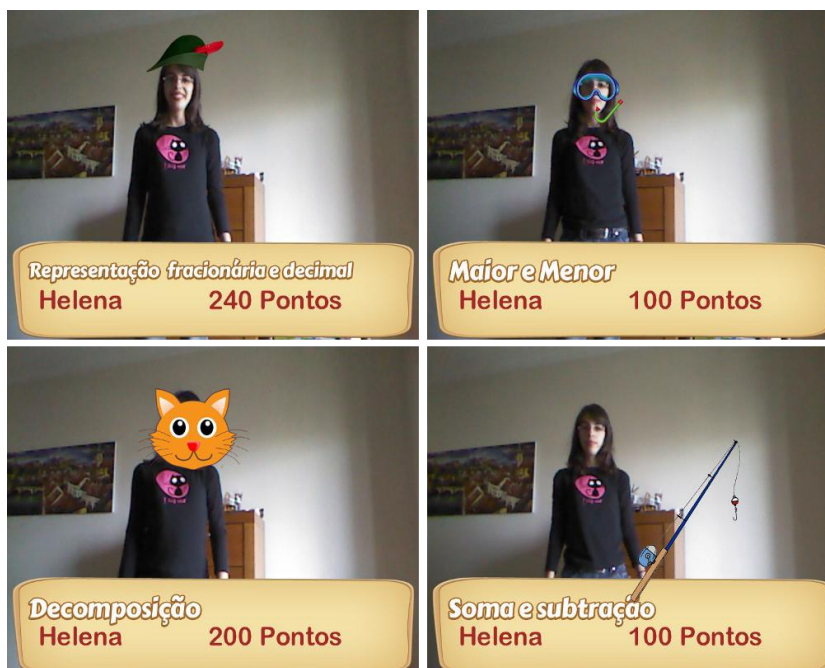 Representação fracionária e decimal
Helena 240 Pontos
Maior e Menor
Helena 100 Pontos
Decomposição
Helena 200 Pontos
Soma e subtração
Helena 100 Pontos